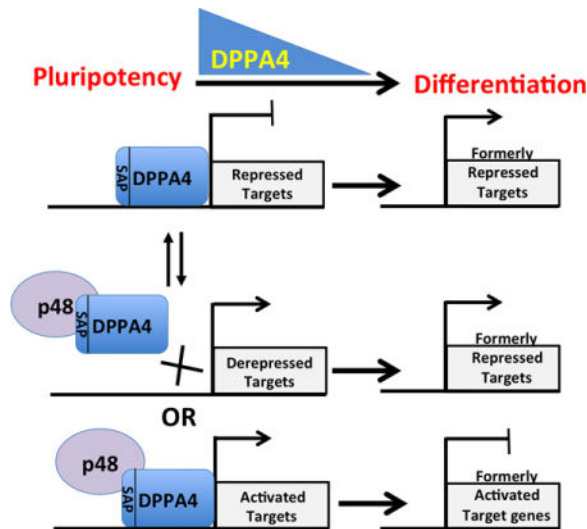 DPPA4
Pluripotency
Differentiation
SAP
DPPA4
Repressed
Targets
Formerly
Repressed
Targets
p48
SAP
DPPA4
Derepressed
Targets
Formerly
Repressed
Targets
OR
p48
SAP
DPPA4
Activated
Targets
Formerly
Activated
Target genes